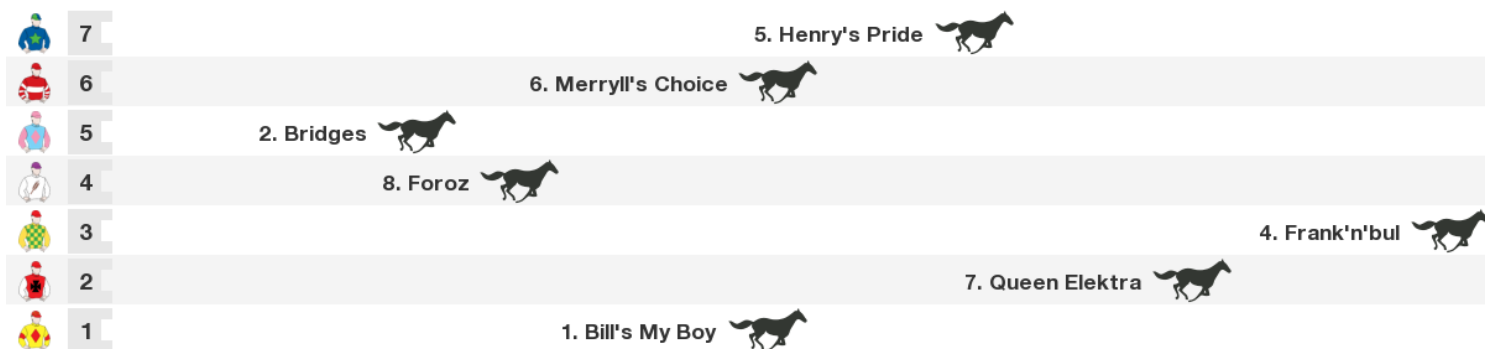 7 5. Henry's Pride
6 6. Merryll's Choice
5 2. Bridges
4 8. Foroz
3 4. Frank'n'bul
2 7. Queen Elektra
1 1. Bill's My Boy